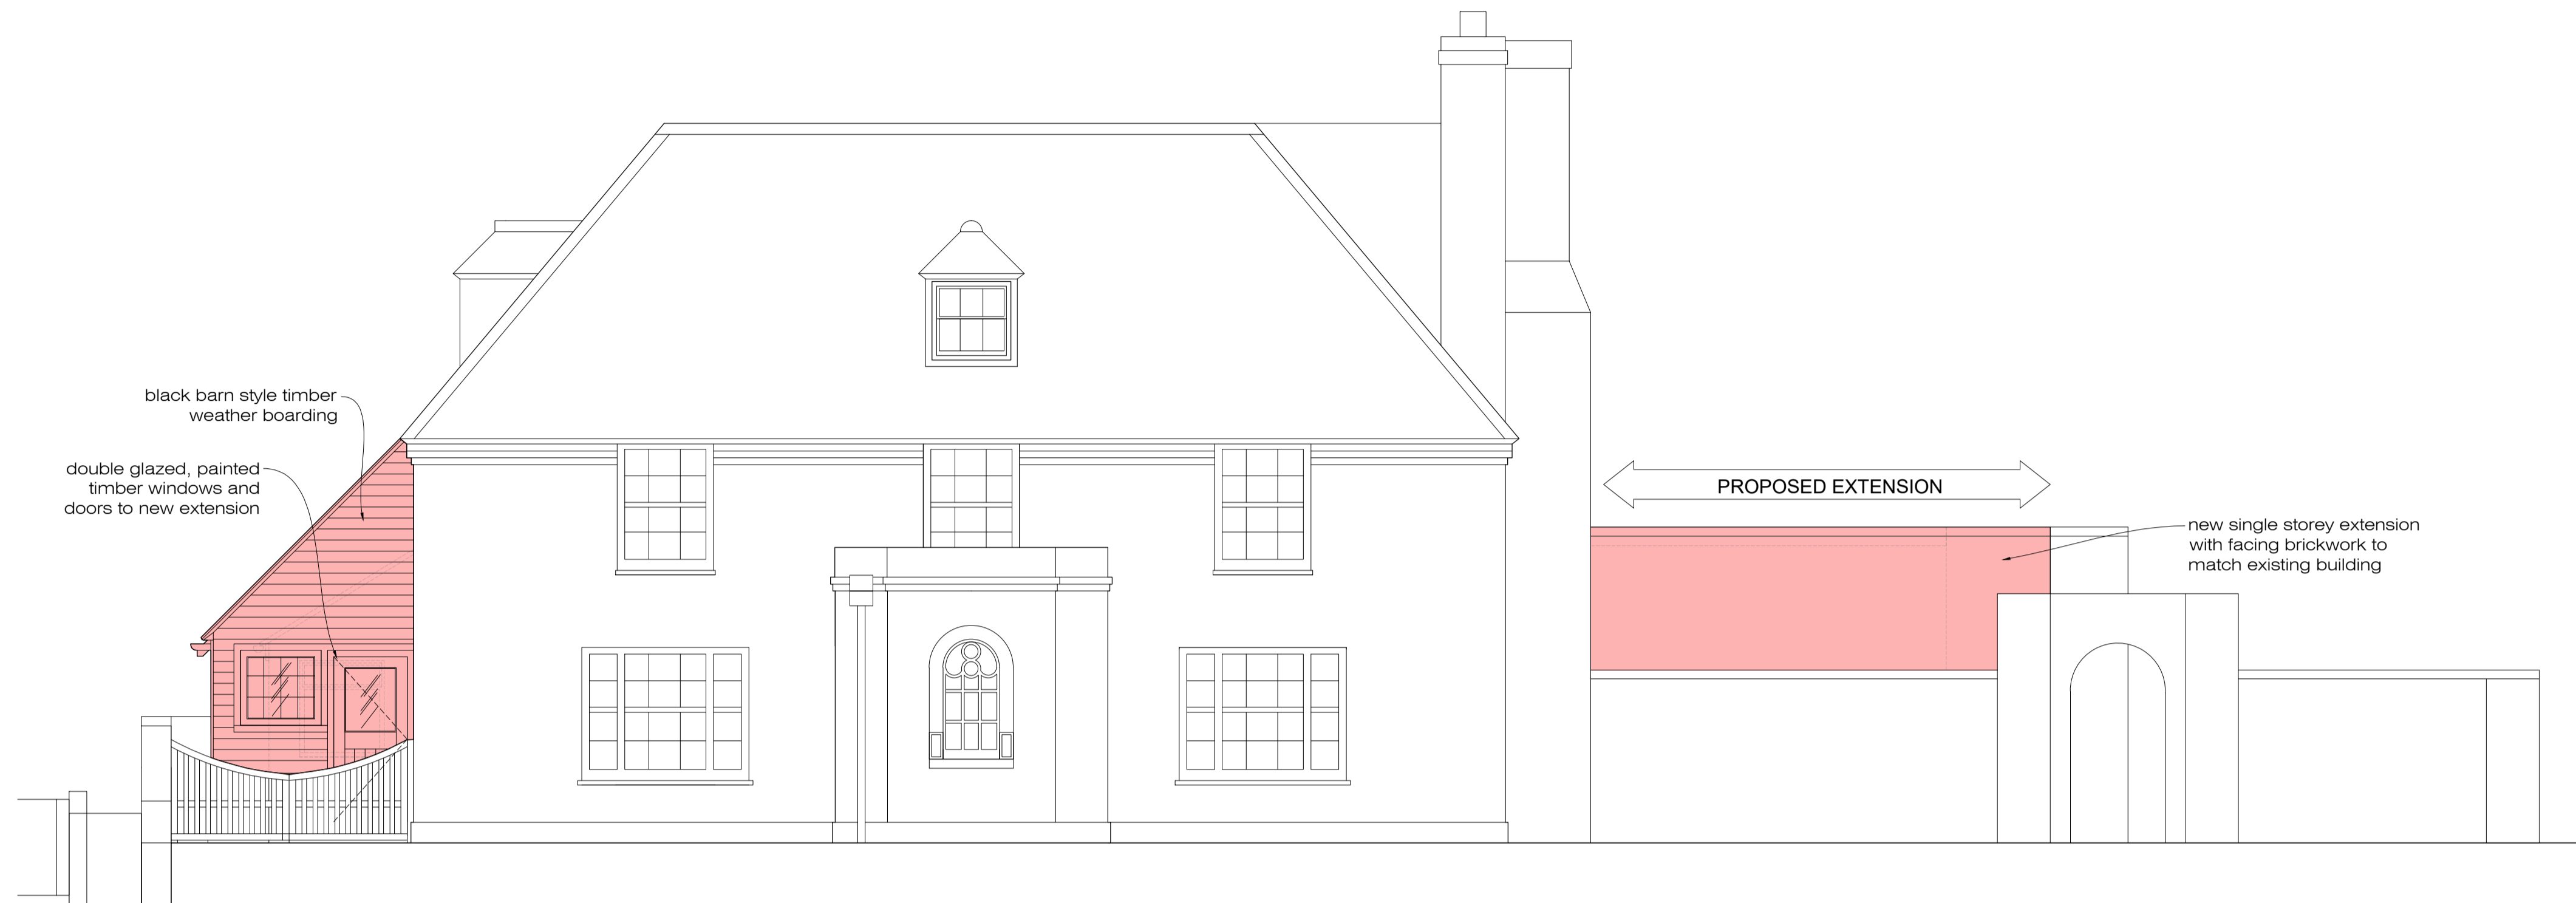 black barn style timber
weather boarding
double glazed, painted
timber windows and
doors to new extension
PROPOSED EXTENSION
new single storey extension
with facing brickwork to
match existing building